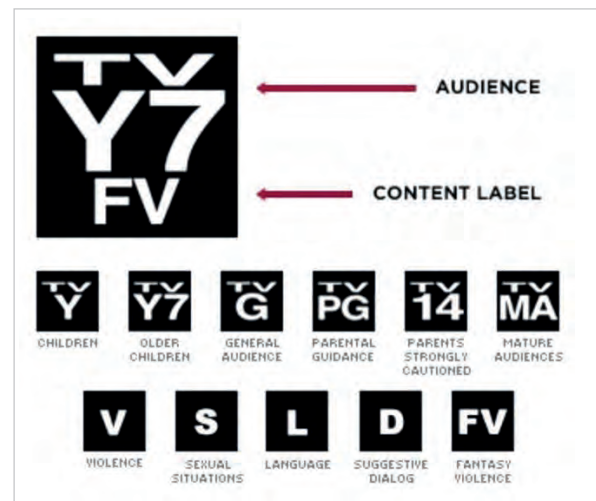 TV
Y7
FV
AUDIENCE
CONTENT LABEL
TV
Y
CHILDREN
TV
Y7
OLDER
CHILDREN
TV
G
GENERAL
AUDIENCE
TV
PG
PARENTAL
GUIDANCE
TV
14
PARENTS
STRONGLY
CAUTIONED
TV
MA
MATURE
AUDIENCES
V
VIOLENCE
S
SEXUAL
SITUATIONS
L
LANGUAGE
D
SUGGESTIVE
DIALOG
FV
FANTASY
VIOLENCE